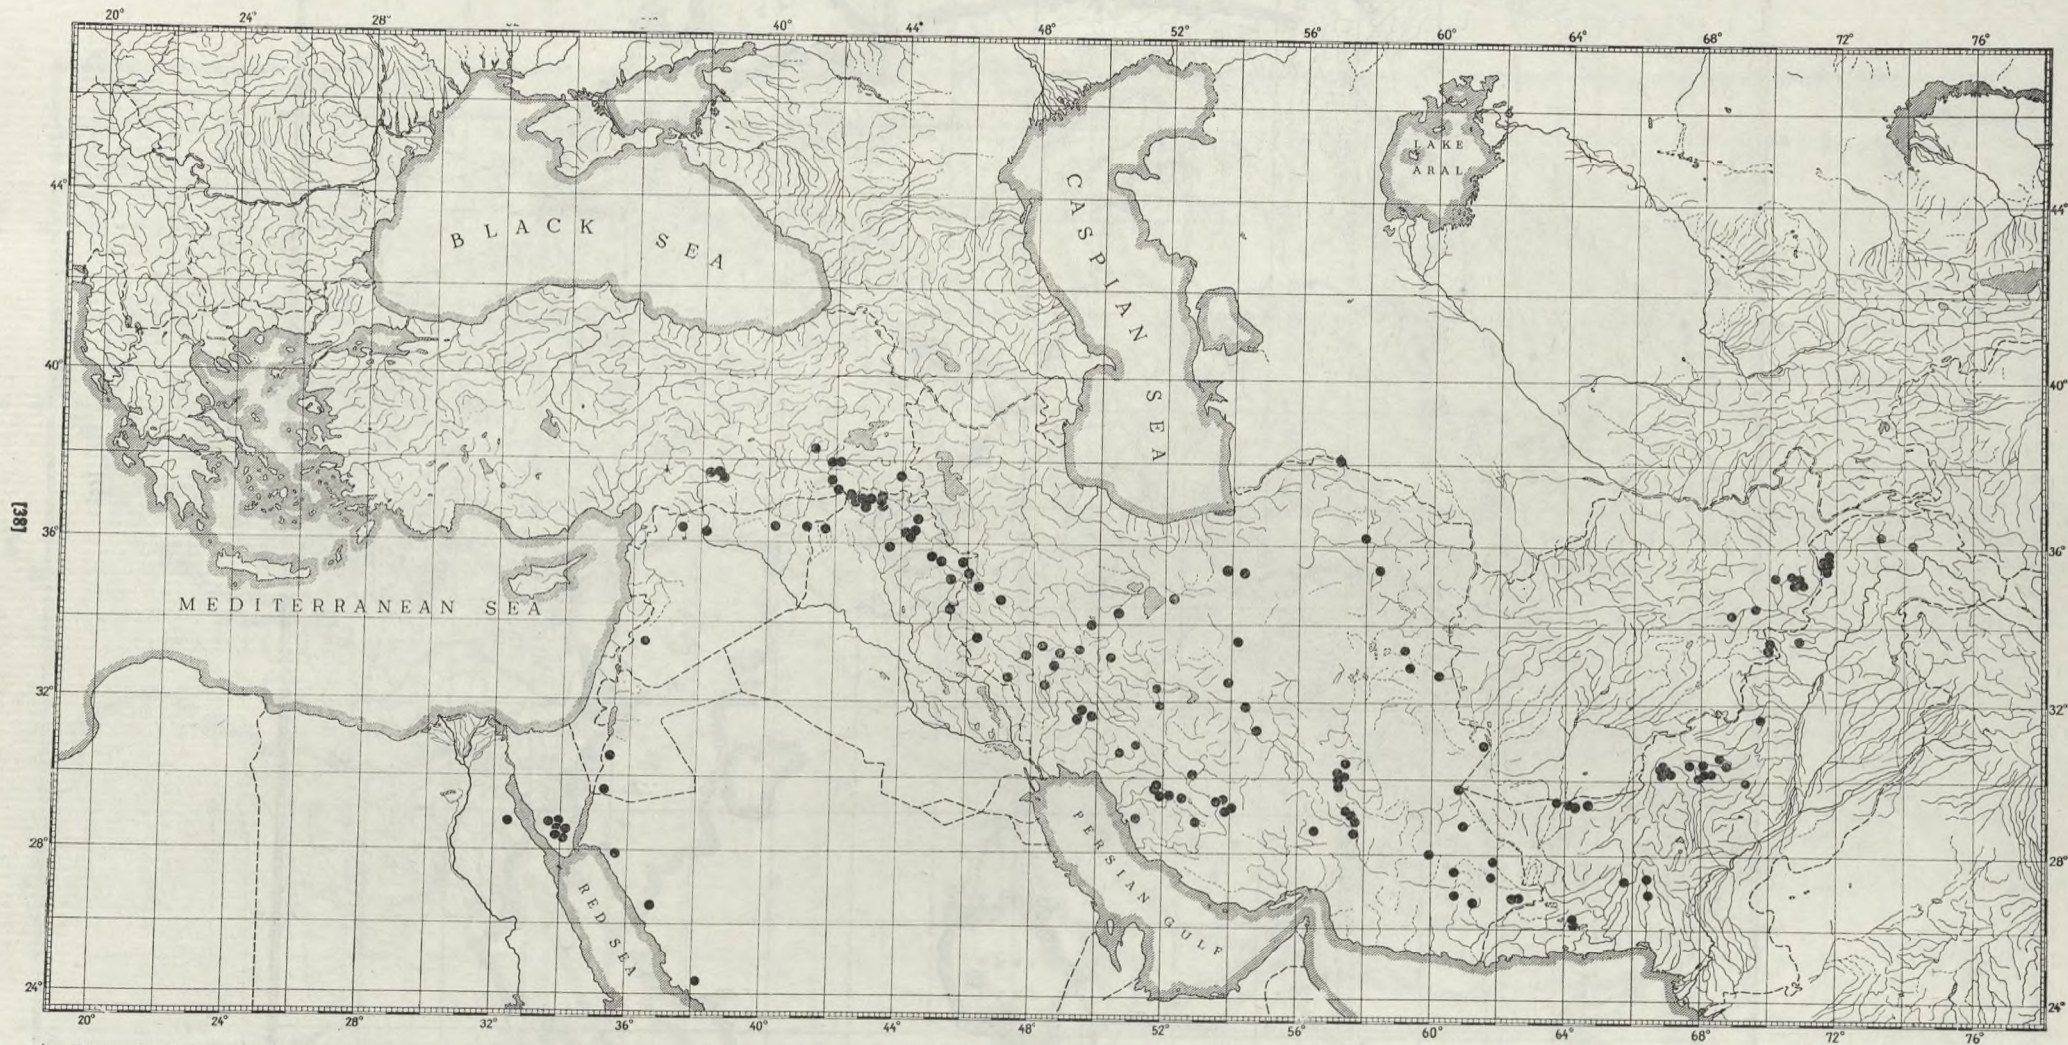 20° 24° 28° 40° 44° 48° 52° 56° 60° 64° 68° 72° 76°
LAKE
ARAL
44° 44°
BLACK SEA
CASPIAN SEA
40° 40°
[38]
36° 36°
MEDITERRANEAN SEA
32° 32°
28° 28°
PERSIAN GULF
RED SEA
24° 24°
20° 24° 28° 32° 36° 40° 44° 48° 52° 56° 60° 64° 68° 72° 76°